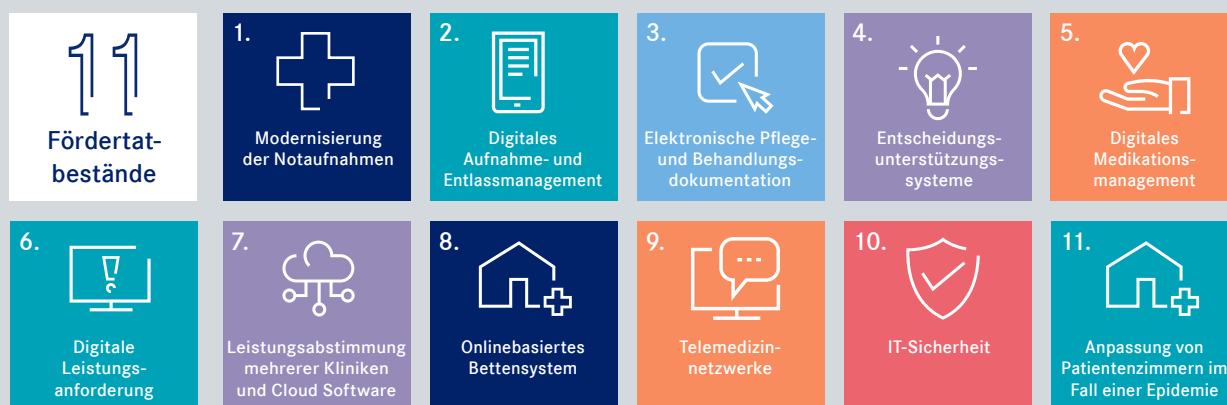 11
Fördertat-
bestände
1.
Modernisierung
der Notaufnahmen
2.
Digitales
Aufnahme- und
Entlassmanagement
3.
Elektronische Pflege-
und Behandlungs-
dokumentation
4.
Entscheidungs-
unterstützungs-
systeme
5.
Digitales
Medikations-
management
6.
Digitale
Leistungs-
anforderung
7.
Leistungsabstimmung
mehrerer Kliniken
und Cloud Software
8.
Onlinebasiertes
Bettensystem
9.
Telemedizin-
netzwerke
10.
IT-Sicherheit
11.
Anpassung von
Patientenzimmern im
Fall einer Epidemie